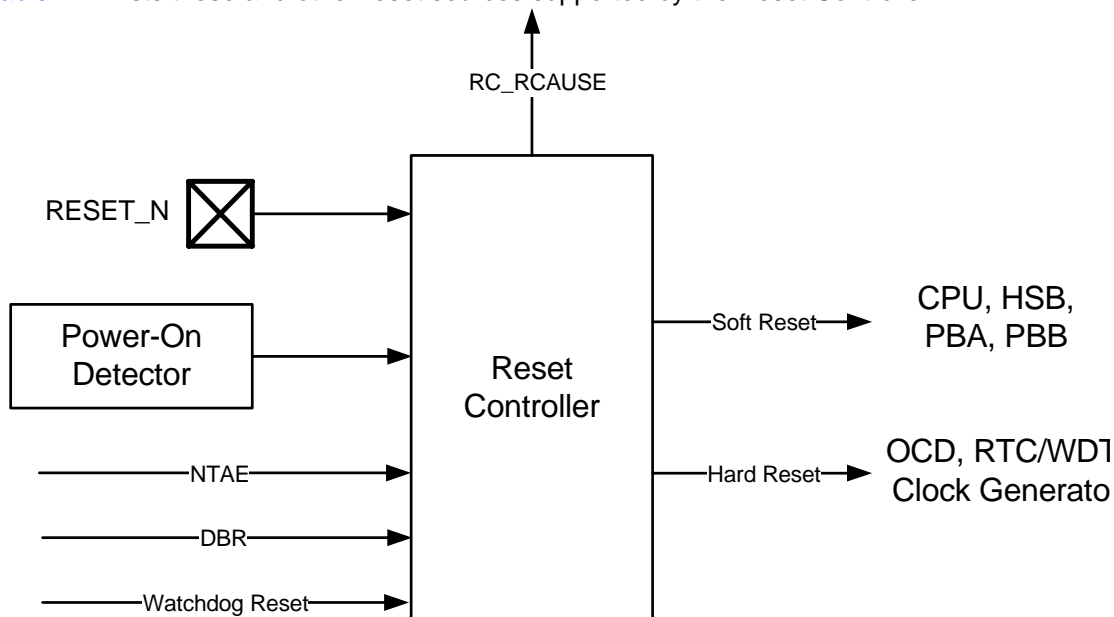 RC_RCAUSE
RESET_N
Power-On
Detector
Reset
Controller
Soft Reset
CPU, HSB,
PBA, PBB
NTAE
Hard Reset
OCD, RTC/WDT
Clock Generato
DBR
Watchdog Reset